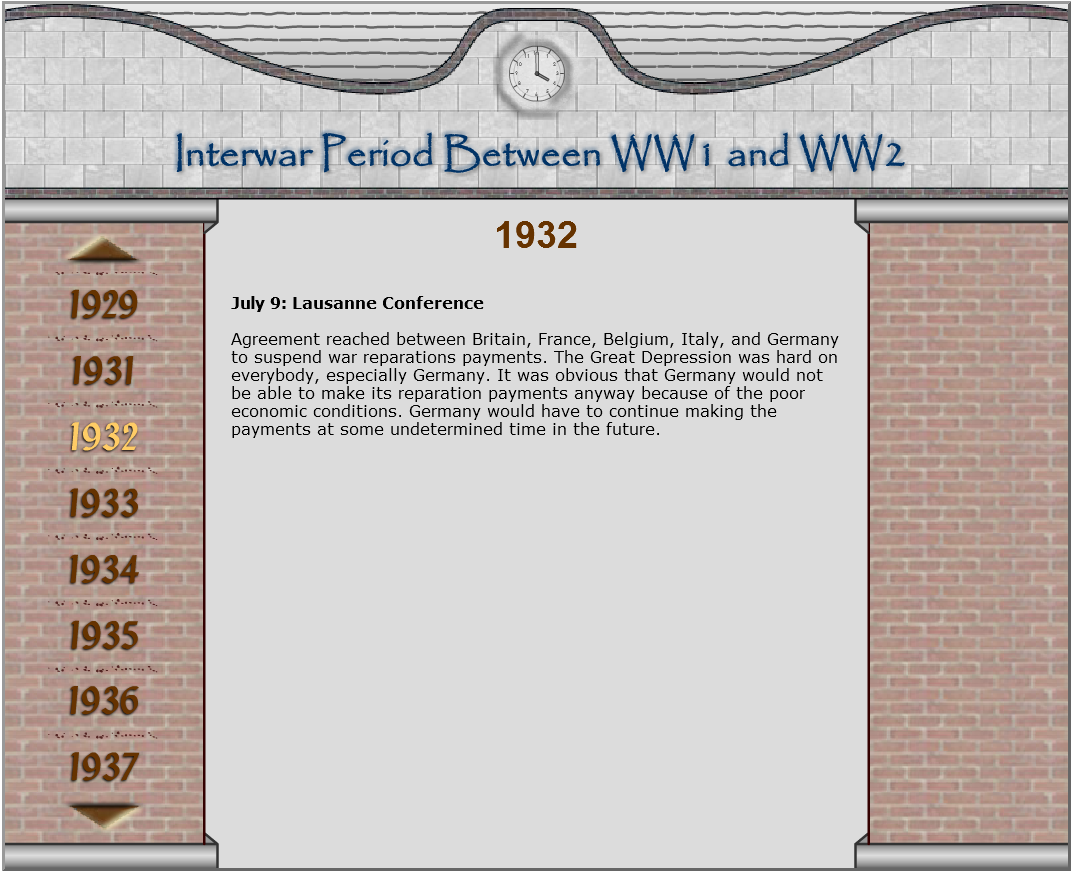 Interwar Period Between WW1 and WW2
1929
1931
1932
1933
1934
1935
1936
1937
1932
July 9: Lausanne Conference
Agreement reached between Britain, France, Belgium, Italy, and Germany
to suspend war reparations payments. The Great Depression was hard on
everybody, especially Germany. It was obvious that Germany would not
be able to make its reparation payments anyway because of the poor
economic conditions. Germany would have to continue making the
payments at some undetermined time in the future.